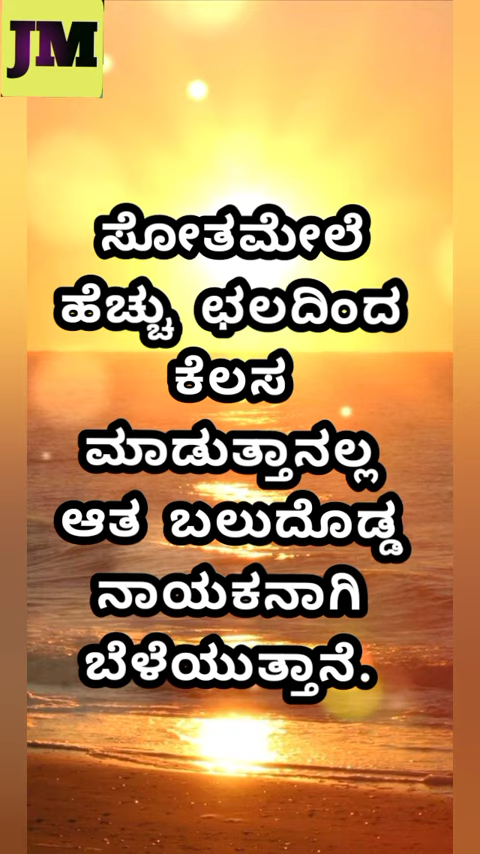 JM
ಸೋತಮೇಲೆ
ಹೆಚ್ಚು ಛಲದಿಂದ
ಕೆಲಸ
ಮಾಡುತ್ತಾನಲ್ಲ
ಆತ ಬಲುದೊಡ್ಡ
ನಾಯಕನಾಗಿ
ಬೆಳೆಯುತ್ತಾನೆ.